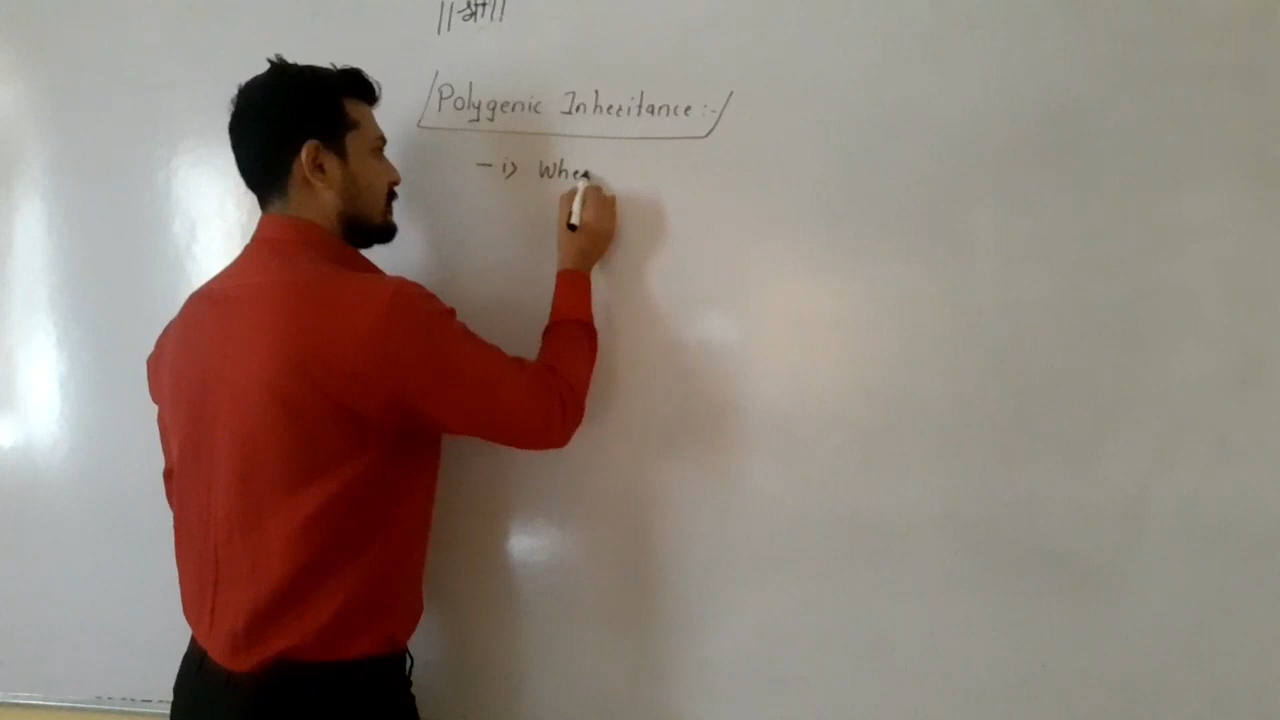 ||श्री||
Polygenic Inheritance :-
- i> Whe